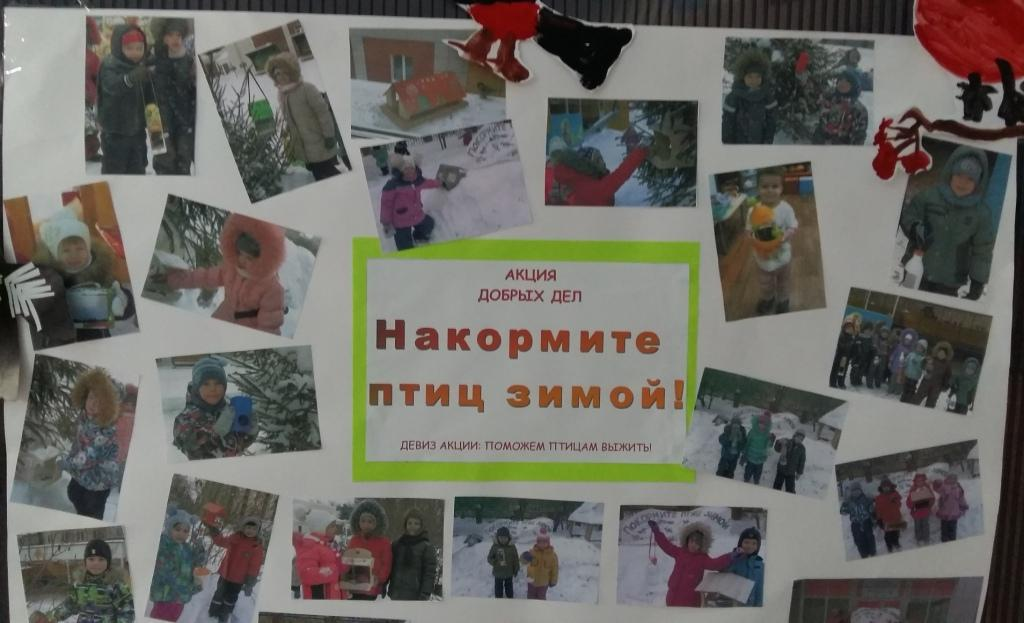 АКЦИЯ
ДОБРЫХ ДЕЛ
Накормите
птиц зимой!
ДЕВИЗ АКЦИИ: ПОМОЖЕМ ПТИЦАМ ВЫЖИТЬ!